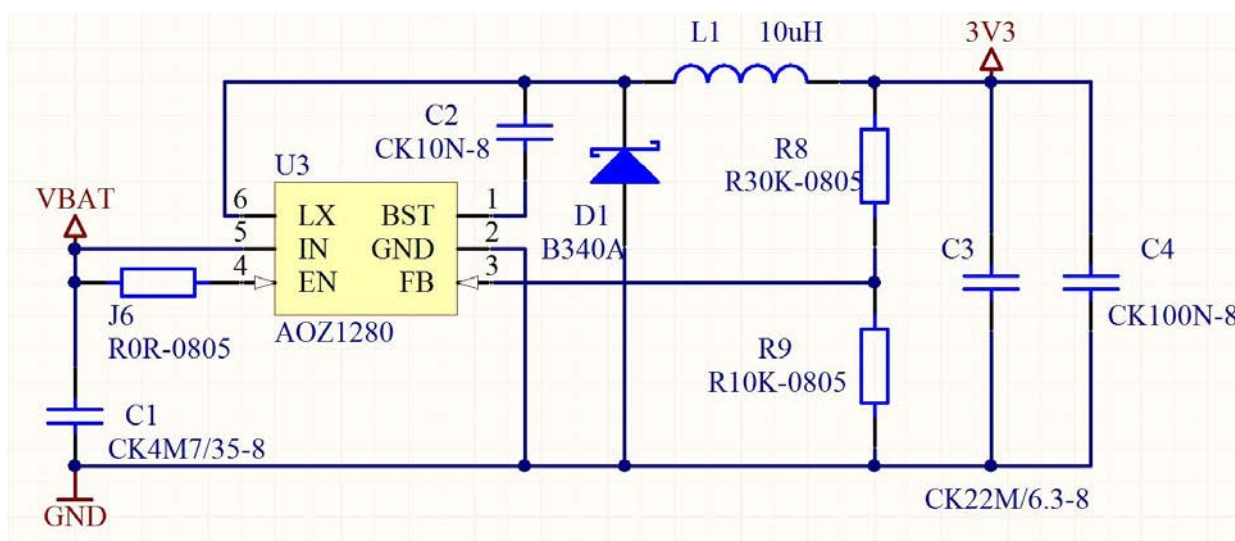 L1 10uH 3V3
C2
CK10N-8
U3
R8
R30K-0805
VBAT
6 LX BST 1
5 IN GND 2
4 EN FB 3
D1
B340A
C3 C4
J6
R0R-0805
AOZ1280
CK100N-8
R9
R10K-0805
C1
CK4M7/35-8
CK22M/6.3-8
GND